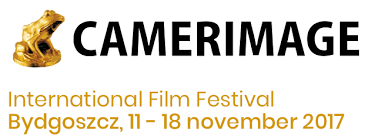 CAMERIMAGE
International Film Festival
Bydgoszcz, 11 - 18 november 2017